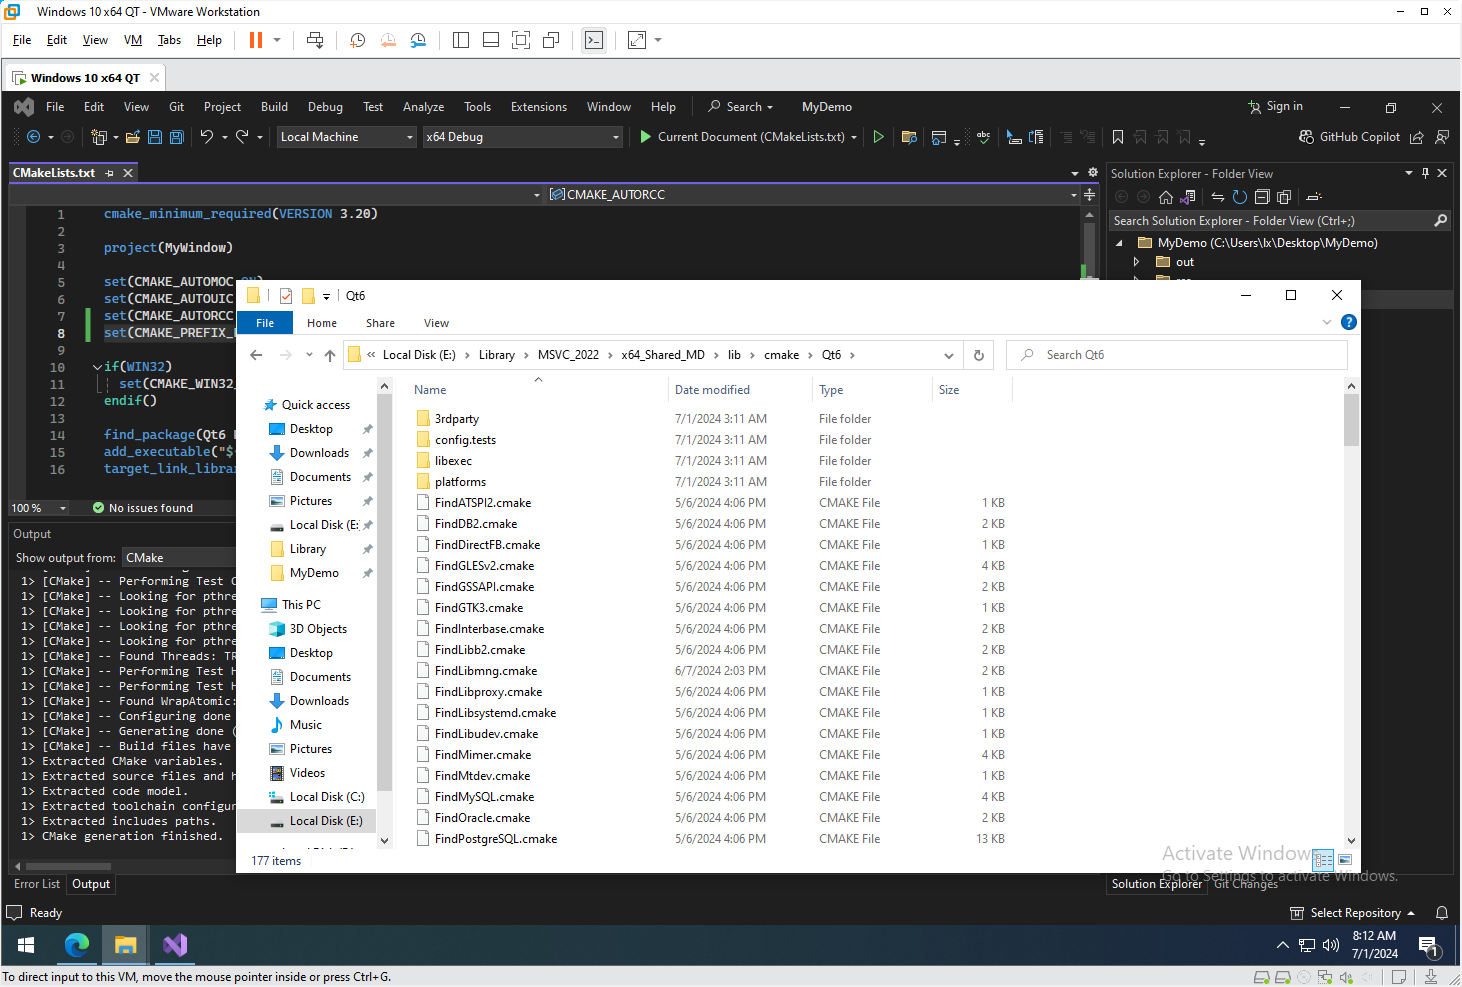 Windows 10 x64 QT - VMware Workstation
File Edit View VM Tabs Help
Windows 10 x64 QT
File Edit View Git Project Build Debug Test Analyze Tools Extensions Window Help Search MyDemo Sign in
Local Machine x64 Debug Current Document (CMakeLists.txt) abc GitHub Copilot
CMakeLists.txt
CMAKE_AUTORCC
1 cmake_minimum_required(VERSION 3.20)
2
3 project(MyWindow)
4
5 set(CMAKE_AUTOMOC ON)
6 set(CMAKE_AUTOUIC
7 set(CMAKE_AUTORCC
8 set(CMAKE_PREFIX_
9
10 if(WIN32)
11 set(CMAKE_WIN32_
12 endif()
13
14 find_package(Qt6
15 add_executable("$
16 target_link_libra
100 % No issues found
Output
Show output from: CMake
1> [CMake] -- Performing Test C
1> [CMake] -- Looking for pthre
1> [CMake] -- Looking for pthre
1> [CMake] -- Looking for pthre
1> [CMake] -- Looking for pthre
1> [CMake] -- Found Threads: TR
1> [CMake] -- Performing Test H
1> [CMake] -- Performing Test H
1> [CMake] -- Found WrapAtomic:
1> [CMake] -- Configuring done
1> [CMake] -- Generating done (
1> [CMake] -- Build files have
1> Extracted CMake variables.
1> Extracted source files and h
1> Extracted code model.
1> Extracted toolchain configur
1> Extracted includes paths.
1> CMake generation finished.
Error List Output
Solution Explorer - Folder View
Search Solution Explorer - Folder View (Ctrl+;)
MyDemo (C:\Users\lx\Desktop\MyDemo)
out
Qt6
File Home Share View
« Local Disk (E:) › Library › MSVC_2022 › x64_Shared_MD › lib › cmake › Qt6 ›
Search Qt6
Quick access
Desktop
Downloads
Documents
Pictures
Local Disk (E:
Library
MyDemo
This PC
3D Objects
Desktop
Documents
Downloads
Music
Pictures
Videos
Local Disk (C:)
Local Disk (E:)
Name Date modified Type Size
3rdparty 7/1/2024 3:11 AM File folder
config.tests 7/1/2024 3:11 AM File folder
libexec 7/1/2024 3:11 AM File folder
platforms 7/1/2024 3:11 AM File folder
FindATSPI2.cmake 5/6/2024 4:06 PM CMAKE File 1 KB
FindDB2.cmake 5/6/2024 4:06 PM CMAKE File 2 KB
FindDirectFB.cmake 5/6/2024 4:06 PM CMAKE File 1 KB
FindGLESv2.cmake 5/6/2024 4:06 PM CMAKE File 4 KB
FindGSSAPI.cmake 5/6/2024 4:06 PM CMAKE File 2 KB
FindGTK3.cmake 5/6/2024 4:06 PM CMAKE File 1 KB
FindInterbase.cmake 5/6/2024 4:06 PM CMAKE File 2 KB
FindLibb2.cmake 5/6/2024 4:06 PM CMAKE File 2 KB
FindLibmng.cmake 6/7/2024 2:03 PM CMAKE File 2 KB
FindLibproxy.cmake 5/6/2024 4:06 PM CMAKE File 1 KB
FindLibsystemd.cmake 5/6/2024 4:06 PM CMAKE File 1 KB
FindLibudev.cmake 5/6/2024 4:06 PM CMAKE File 1 KB
FindMimer.cmake 5/6/2024 4:06 PM CMAKE File 4 KB
FindMtdev.cmake 5/6/2024 4:06 PM CMAKE File 1 KB
FindMySQL.cmake 5/6/2024 4:06 PM CMAKE File 4 KB
FindOracle.cmake 5/6/2024 4:06 PM CMAKE File 2 KB
FindPostgreSQL.cmake 5/6/2024 4:06 PM CMAKE File 13 KB
177 items
Activate Windows
Go to Settings to activate Windows.
Solution Explorer Git Changes
Ready Select Repository
8:12 AM
7/1/2024
1
To direct input to this VM, move the mouse pointer inside or press Ctrl+G.